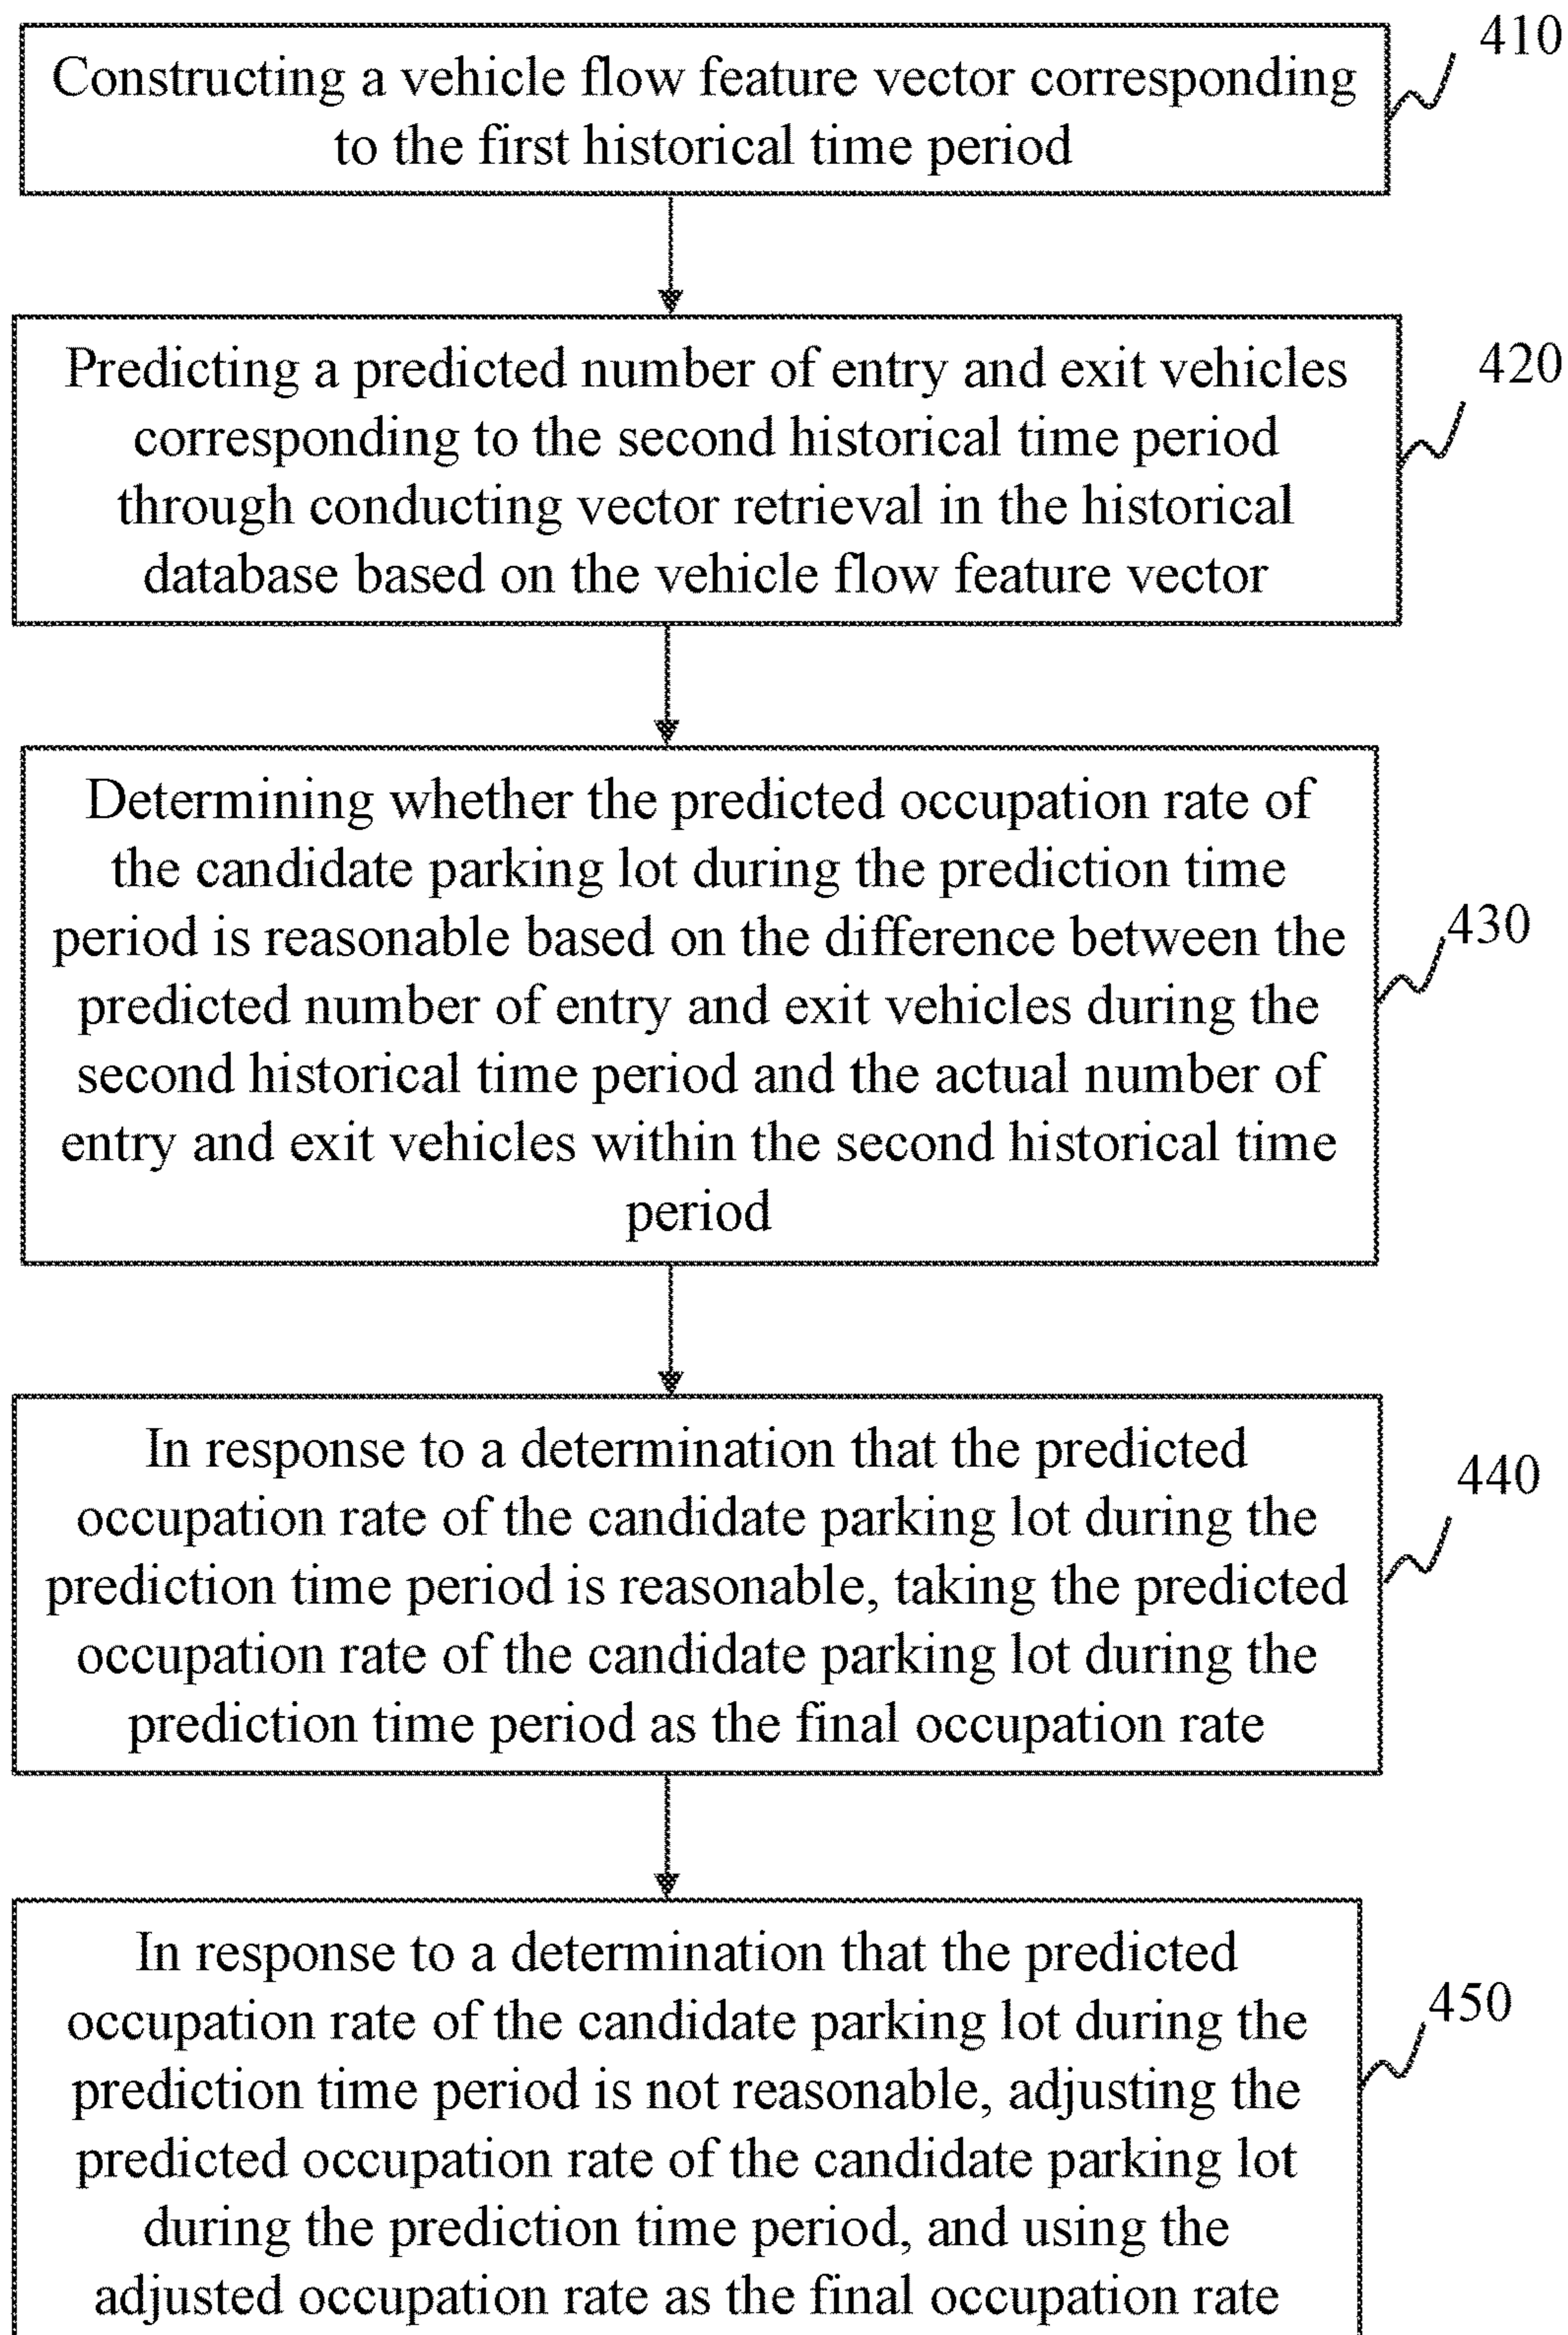 410
Constructing a vehicle flow feature vector corresponding
to the first historical time period
420
Predicting a predicted number of entry and exit vehicles
corresponding to the second historical time period
through conducting vector retrieval in the historical
database based on the vehicle flow feature vector
Determining whether the predicted occupation rate of
the candidate parking lot during the prediction time
period is reasonable based on the difference between the
430
predicted number of entry and exit vehicles during the
second historical time period and the actual number of
entry and exit vehicles within the second historical time
period
In response to a determination that the predicted
440
occupation rate of the candidate parking lot during the
prediction time period is reasonable, taking the predicted
occupation rate of the candidate parking lot during the
prediction time period as the final occupation rate
In response to a determination that the predicted
450
occupation rate of the candidate parking lot during the
prediction time period is not reasonable, adjusting the
predicted occupation rate of the candidate parking lot
during the prediction time period, and using the
adjusted occupation rate as the final occupation rate